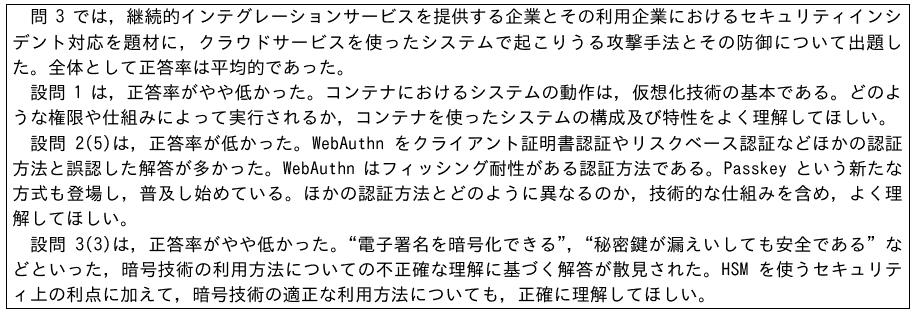 問 3 では，継続的インテグレーションサービスを提供する企業とその利用企業におけるセキュリティインシ
デント対応を題材に，クラウドサービスを使ったシステムで起こりうる攻撃手法とその防御について出題し
た。全体として正答率は平均的であった。
設問 1 は，正答率がやや低かった。コンテナにおけるシステムの動作は，仮想化技術の基本である。どのよ
うな権限や仕組みによって実行されるか，コンテナを使ったシステムの構成及び特性をよく理解してほしい。
設問 2(5)は，正答率が低かった。WebAuthn をクライアント証明書認証やリスクベース認証などほかの認証
方法と誤認した解答が多かった。WebAuthn はフィッシング耐性がある認証方法である。Passkey という新たな
方式も登場し，普及し始めている。ほかの認証方法とどのように異なるのか，技術的な仕組みを含め，よく理
解してほしい。
設問 3(3)は，正答率がやや低かった。“電子署名を暗号化できる”，“秘密鍵が漏えいしても安全である” な
どといった，暗号技術の利用方法についての不正確な理解に基づく解答が散見された。HSM を使うセキュリテ
ィ上の利点に加えて，暗号技術の適正な利用方法についても，正確に理解してほしい。